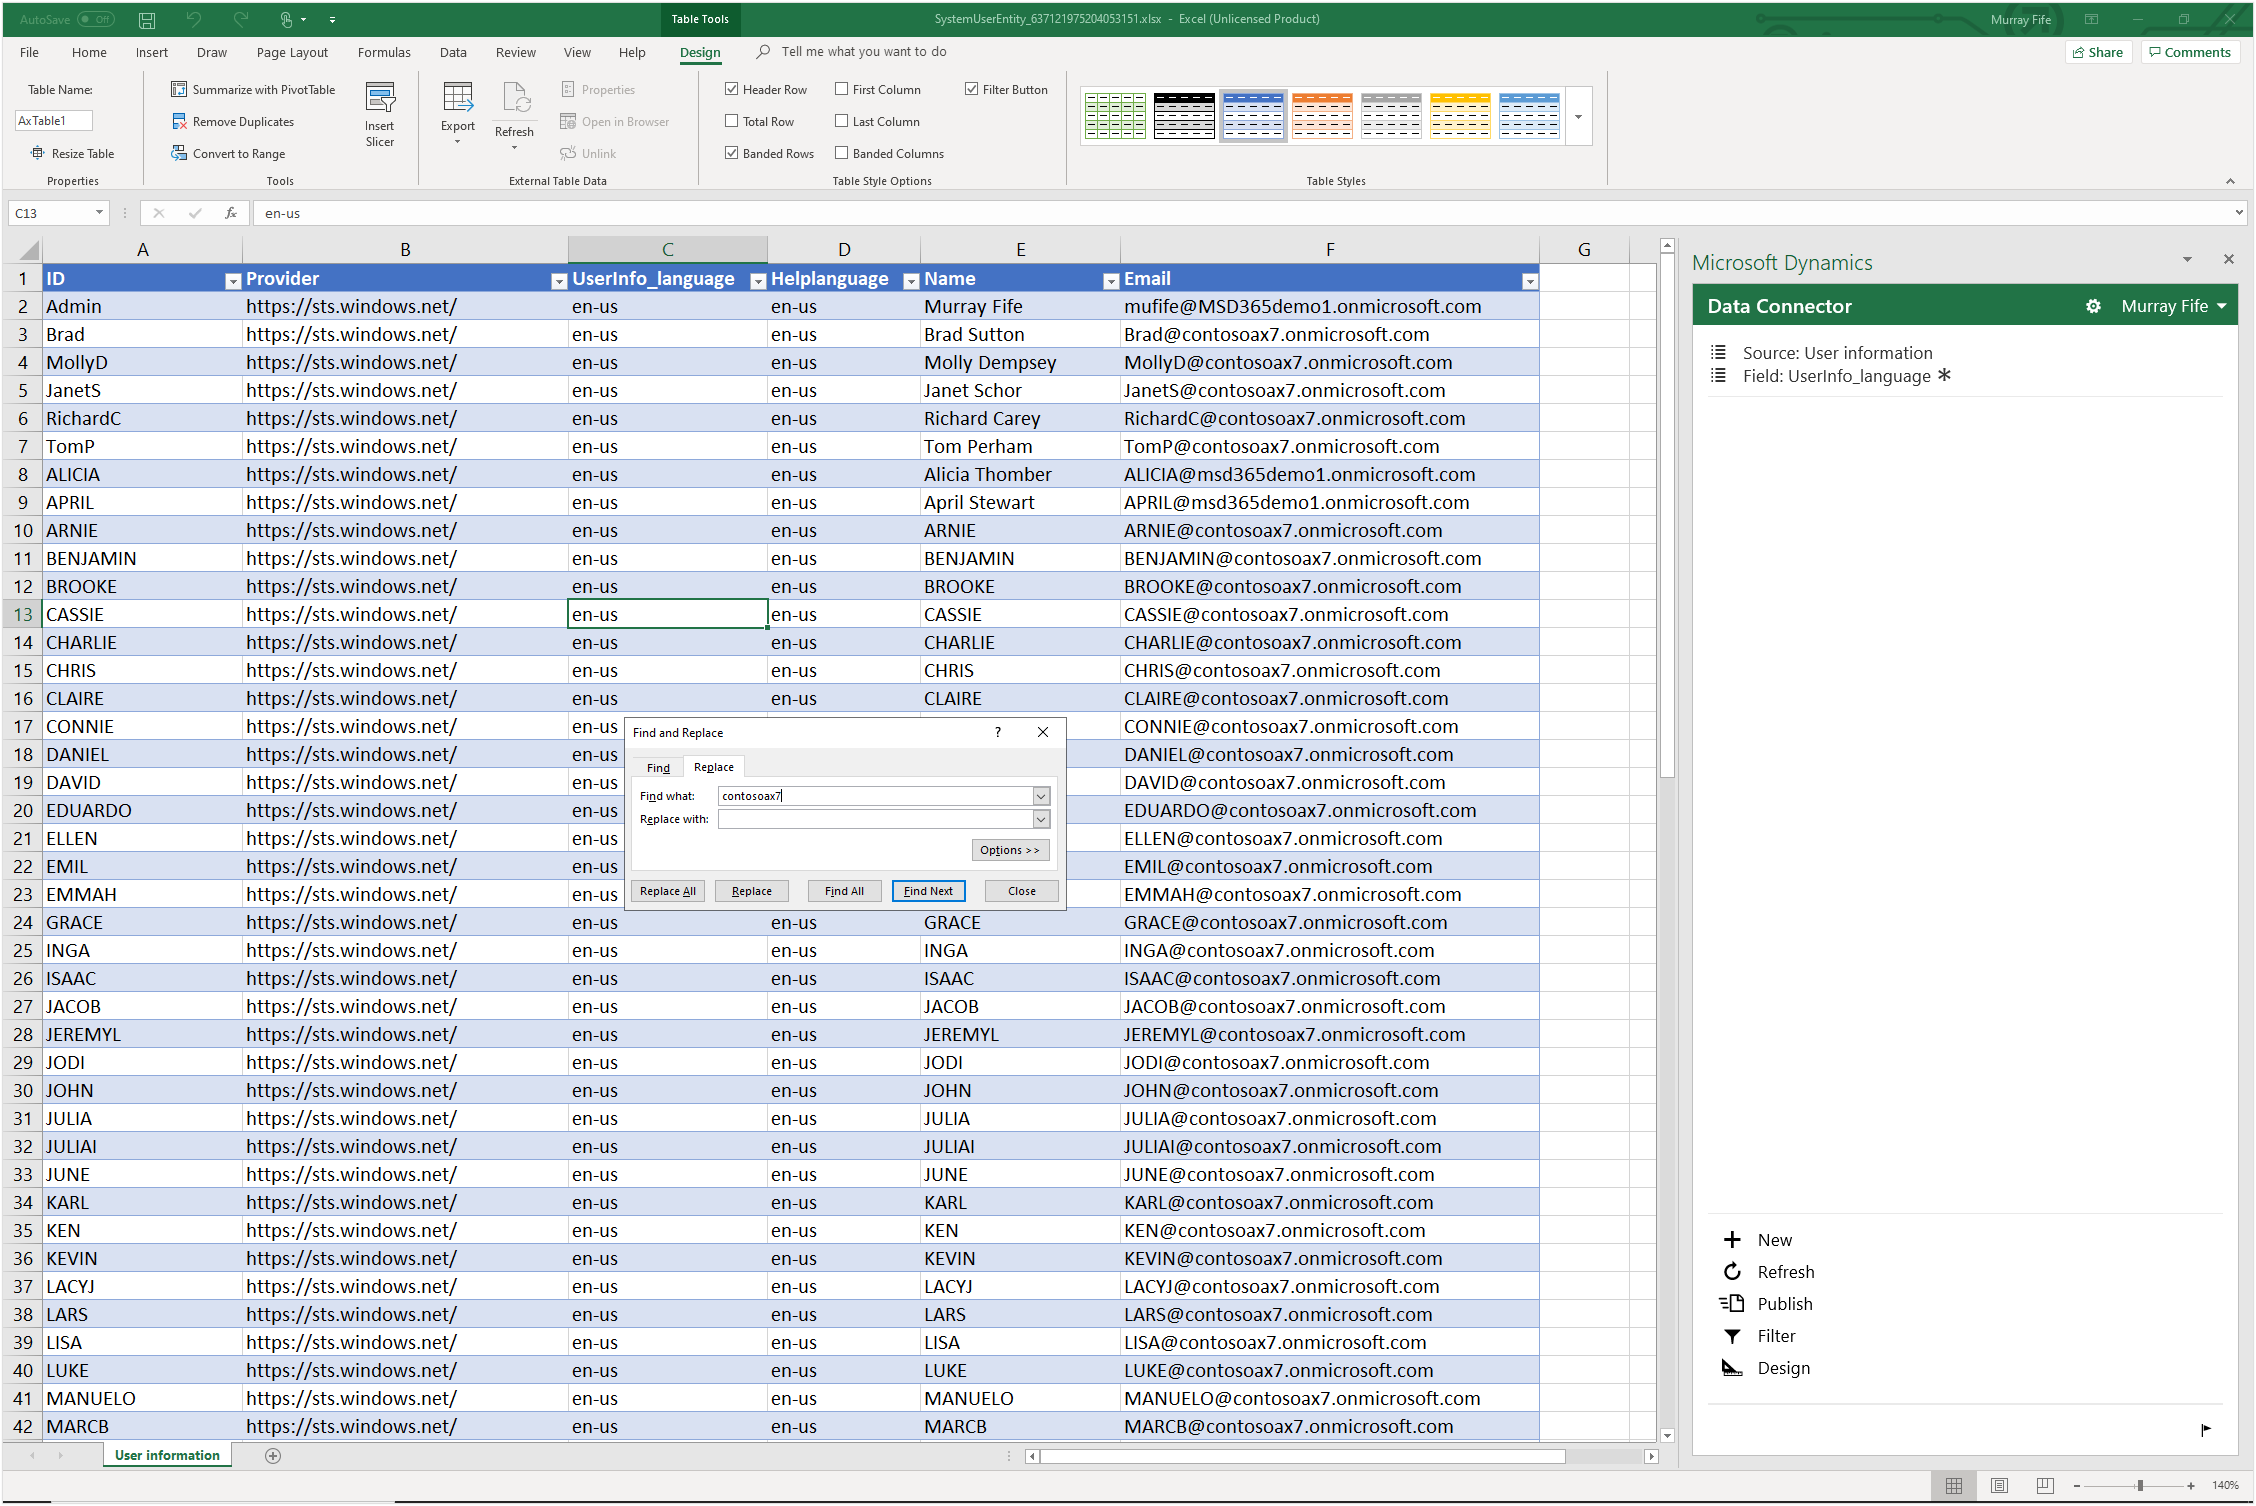 AutoSave Off Table Tools SystemUserEntity_637121975204053151.xlsx - Excel (Unlicensed Product) Murray Fife
File Home Insert Draw Page Layout Formulas Data Review View Help Design Tell me what you want to do Share Comments
Table Name:
AxTable1
Resize Table
Properties
Summarize with PivotTable
Remove Duplicates
Convert to Range
Insert Slicer
Tools
Export
Refresh
Properties
Open in Browser
Unlink
External Table Data
Header Row First Column Filter Button
Total Row Last Column
Banded Rows Banded Columns
Table Style Options
Table Styles
C13 fx en-us
A B C D E F G
1 ID Provider UserInfo_language Helplanguage Name Email
2 Admin https://sts.windows.net/ en-us en-us Murray Fife mufife@MSD365demo1.onmicrosoft.com
3 Brad https://sts.windows.net/ en-us en-us Brad Sutton Brad@contosoax7.onmicrosoft.com
4 MollyD https://sts.windows.net/ en-us en-us Molly Dempsey MollyD@contosoax7.onmicrosoft.com
5 JanetS https://sts.windows.net/ en-us en-us Janet Schor JanetS@contosoax7.onmicrosoft.com
6 RichardC https://sts.windows.net/ en-us en-us Richard Carey RichardC@contosoax7.onmicrosoft.com
7 TomP https://sts.windows.net/ en-us en-us Tom Perham TomP@contosoax7.onmicrosoft.com
8 ALICIA https://sts.windows.net/ en-us en-us Alicia Thomber ALICIA@msd365demo1.onmicrosoft.com
9 APRIL https://sts.windows.net/ en-us en-us April Stewart APRIL@msd365demo1.onmicrosoft.com
10 ARNIE https://sts.windows.net/ en-us en-us ARNIE ARNIE@contosoax7.onmicrosoft.com
11 BENJAMIN https://sts.windows.net/ en-us en-us BENJAMIN BENJAMIN@contosoax7.onmicrosoft.com
12 BROOKE https://sts.windows.net/ en-us en-us BROOKE BROOKE@contosoax7.onmicrosoft.com
13 CASSIE https://sts.windows.net/ en-us en-us CASSIE CASSIE@contosoax7.onmicrosoft.com
14 CHARLIE https://sts.windows.net/ en-us en-us CHARLIE CHARLIE@contosoax7.onmicrosoft.com
15 CHRIS https://sts.windows.net/ en-us en-us CHRIS CHRIS@contosoax7.onmicrosoft.com
16 CLAIRE https://sts.windows.net/ en-us en-us CLAIRE CLAIRE@contosoax7.onmicrosoft.com
17 CONNIE https://sts.windows.net/ en-us CONNIE@contosoax7.onmicrosoft.com
18 DANIEL https://sts.windows.net/ en-us DANIEL@contosoax7.onmicrosoft.com
19 DAVID https://sts.windows.net/ en-us DAVID@contosoax7.onmicrosoft.com
20 EDUARDO https://sts.windows.net/ en-us EDUARDO@contosoax7.onmicrosoft.com
21 ELLEN https://sts.windows.net/ en-us ELLEN@contosoax7.onmicrosoft.com
22 EMIL https://sts.windows.net/ en-us EMIL@contosoax7.onmicrosoft.com
23 EMMAH https://sts.windows.net/ en-us EMMAH@contosoax7.onmicrosoft.com
24 GRACE https://sts.windows.net/ en-us en-us GRACE GRACE@contosoax7.onmicrosoft.com
25 INGA https://sts.windows.net/ en-us en-us INGA INGA@contosoax7.onmicrosoft.com
26 ISAAC https://sts.windows.net/ en-us en-us ISAAC ISAAC@contosoax7.onmicrosoft.com
27 JACOB https://sts.windows.net/ en-us en-us JACOB JACOB@contosoax7.onmicrosoft.com
28 JEREMYL https://sts.windows.net/ en-us en-us JEREMYL JEREMYL@contosoax7.onmicrosoft.com
29 JODI https://sts.windows.net/ en-us en-us JODI JODI@contosoax7.onmicrosoft.com
30 JOHN https://sts.windows.net/ en-us en-us JOHN JOHN@contosoax7.onmicrosoft.com
31 JULIA https://sts.windows.net/ en-us en-us JULIA JULIA@contosoax7.onmicrosoft.com
32 JULIAI https://sts.windows.net/ en-us en-us JULIAI JULIAI@contosoax7.onmicrosoft.com
33 JUNE https://sts.windows.net/ en-us en-us JUNE JUNE@contosoax7.onmicrosoft.com
34 KARL https://sts.windows.net/ en-us en-us KARL KARL@contosoax7.onmicrosoft.com
35 KEN https://sts.windows.net/ en-us en-us KEN KEN@contosoax7.onmicrosoft.com
36 KEVIN https://sts.windows.net/ en-us en-us KEVIN KEVIN@contosoax7.onmicrosoft.com
37 LACYJ https://sts.windows.net/ en-us en-us LACYJ LACYJ@contosoax7.onmicrosoft.com
38 LARS https://sts.windows.net/ en-us en-us LARS LARS@contosoax7.onmicrosoft.com
39 LISA https://sts.windows.net/ en-us en-us LISA LISA@contosoax7.onmicrosoft.com
40 LUKE https://sts.windows.net/ en-us en-us LUKE LUKE@contosoax7.onmicrosoft.com
41 MANUELO https://sts.windows.net/ en-us en-us MANUELO MANUELO@contosoax7.onmicrosoft.com
42 MARCB https://sts.windows.net/ en-us en-us MARCB MARCB@contosoax7.onmicrosoft.com
Find and Replace ?
Find Replace
Find what: contosoax7
Replace with:
Options >>
Replace All Replace Find All Find Next Close
Microsoft Dynamics
Data Connector Murray Fife
Source: User information
Field: UserInfo_language *
New
Refresh
Publish
Filter
Design
User information
140%